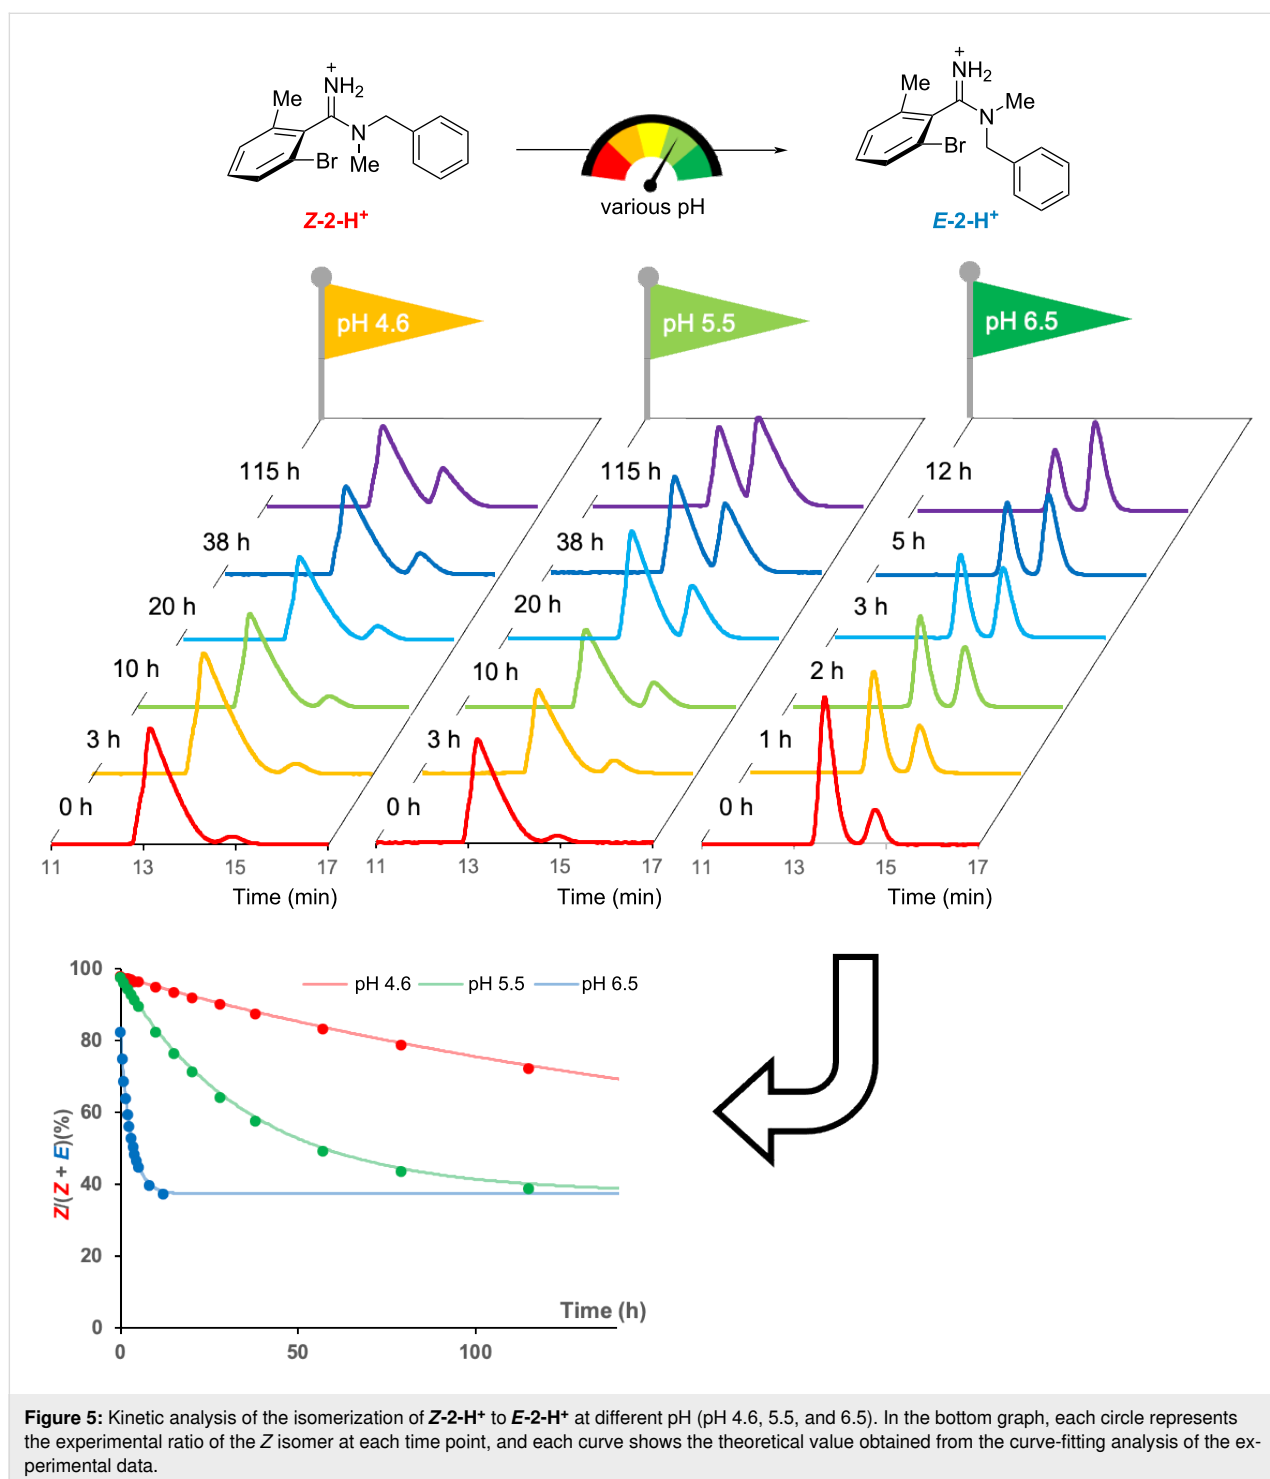 +
NH2
Me
N
Br
Me
Z-2-H+
various pH
+
NH2
Me
Me
N
Br
E-2-H+
pH 4.6
pH 5.5
pH 6.5
115 h
38 h
20 h
10 h
3 h
0 h
11 13 15 17
Time (min)
115 h
38 h
20 h
10 h
3 h
0 h
11 13 15 17
Time (min)
12 h
5 h
3 h
2 h
1 h
0 h
11 13 15 17
Time (min)
Z/(Z + E)(%)
100
80
60
40
20
0
pH 4.6 pH 5.5 pH 6.5
Time (h)
0 50 100
Figure 5: Kinetic analysis of the isomerization of Z-2-H+ to E-2-H+ at different pH (pH 4.6, 5.5, and 6.5). In the bottom graph, each circle represents
the experimental ratio of the Z isomer at each time point, and each curve shows the theoretical value obtained from the curve-fitting analysis of the ex-
perimental data.